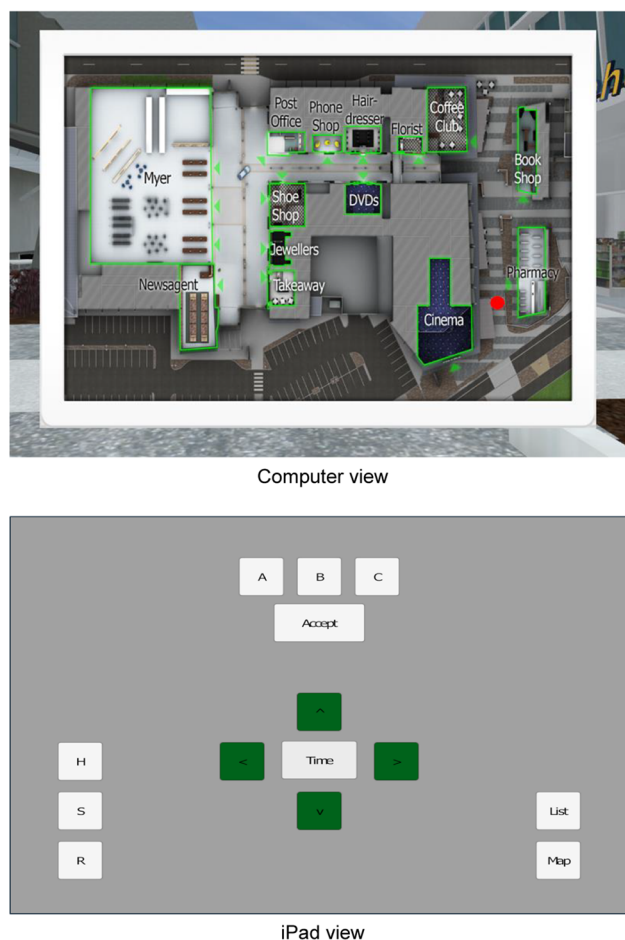 h
Post
Office
Phone
Shop
Hair-
dresser
Florist
Coffee
Club
Book
Shop
Myer
Shoe
Shop
DVDs
Jewellers
Newsagent
Takeaway
Pharmacy
Cinema
Computer view
A B C
Accept
^
< Time >
v
H
S List
R Map
iPad view